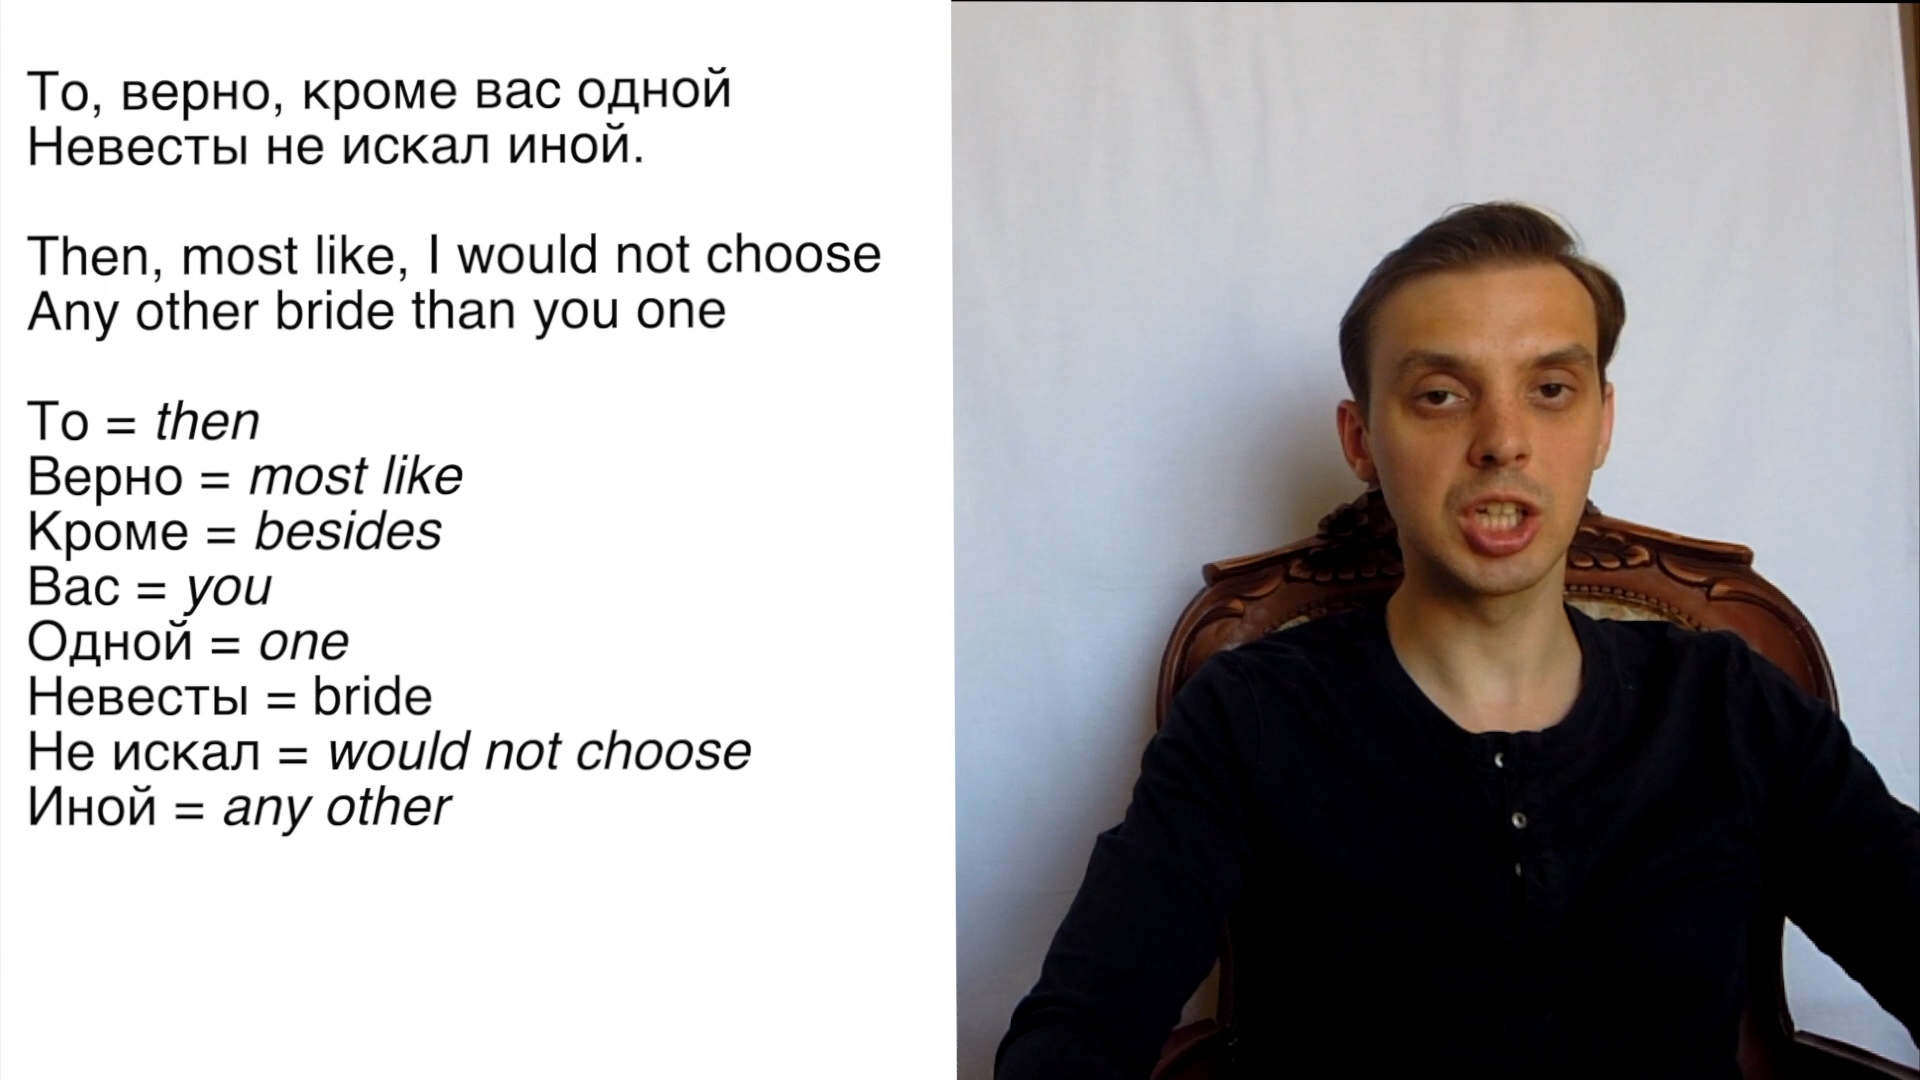 То, верно, кроме вас одной
Невесты не искал иной.
Then, most like, I would not choose
Any other bride than you one
То = then
Верно = most like
Кроме = besides
Вас = you
Одной = one
Невесты = bride
Не искал = would not choose
Иной = any other